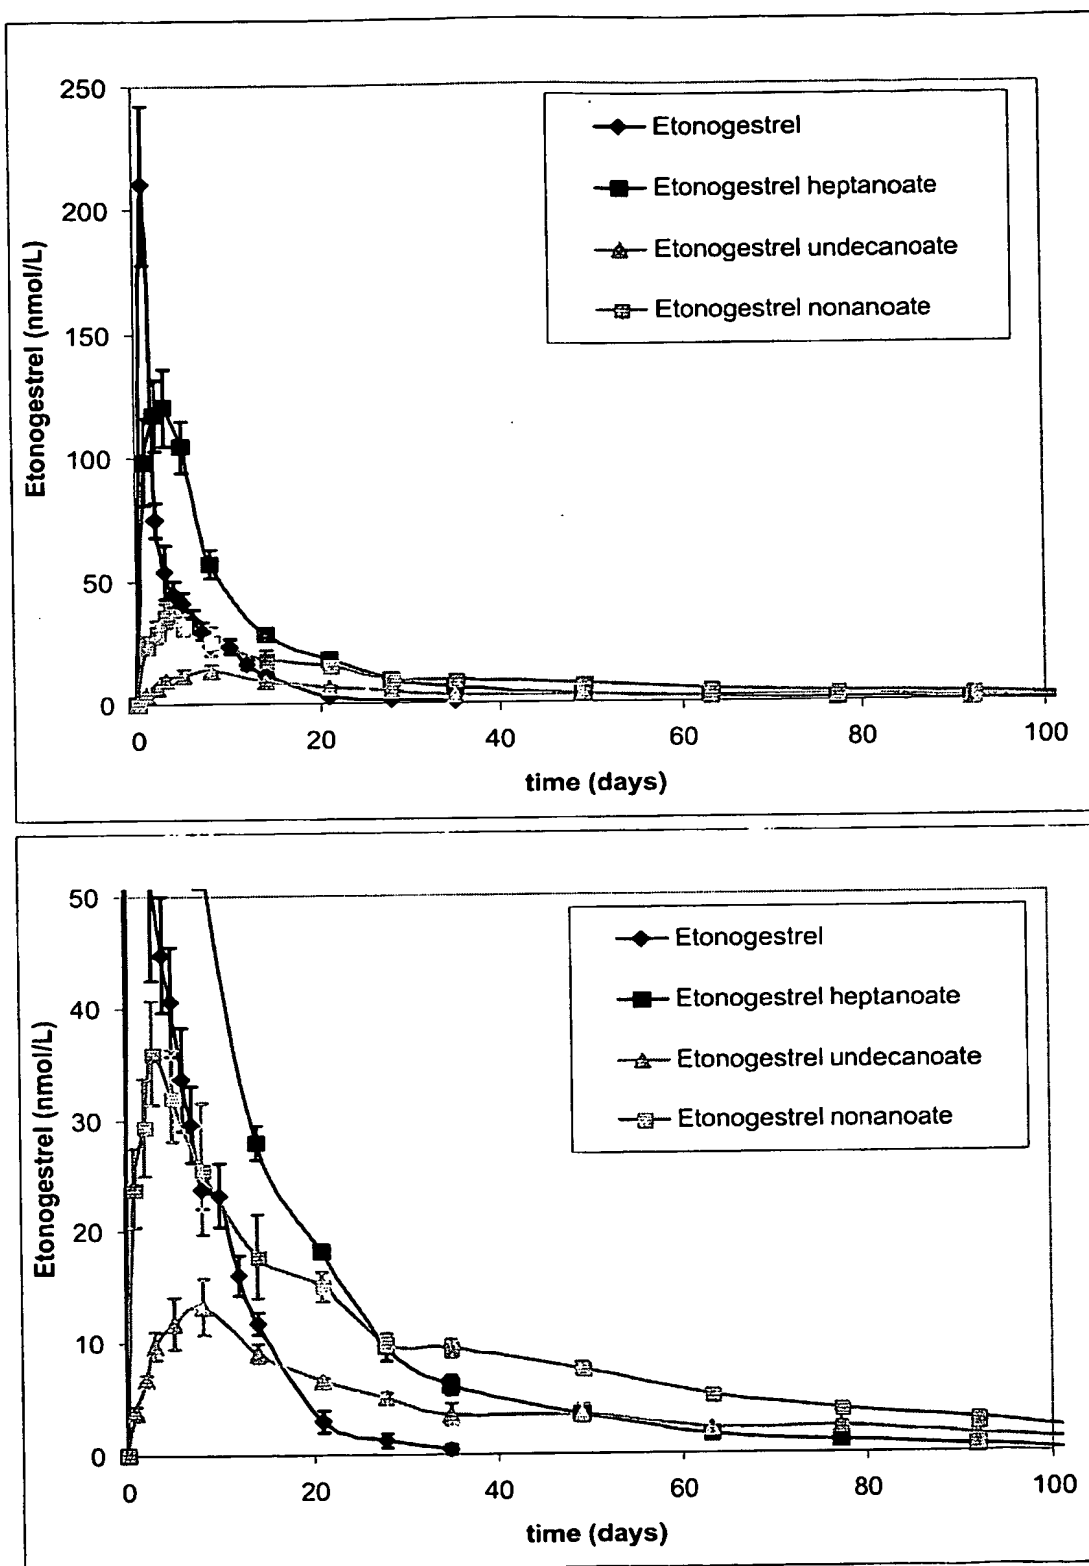 250
200
150
100
50
0
Etonogestrel (nmol/L)
Etonogestrel
Etonogestrel heptanoate
Etonogestrel undecanoate
Etonogestrel nonanoate
0 20 40 60 80 100
time (days)
50
40
30
20
10
0
Etonogestrel (nmol/L)
Etonogestrel
Etonogestrel heptanoate
Etonogestrel undecanoate
Etonogestrel nonanoate
0 20 40 60 80 100
time (days)